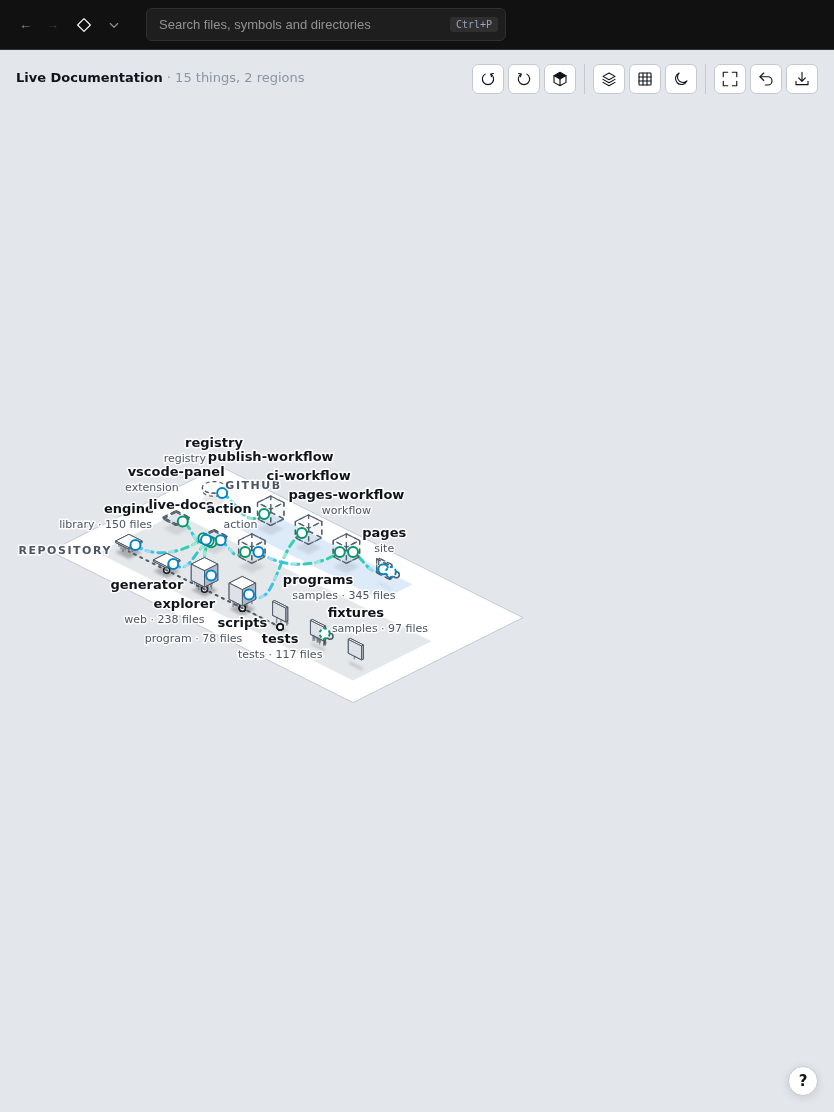 Search files, symbols and directories
Ctrl+P
Live Documentation · 15 things, 2 regions
registry
registry
publish-workflow
vscode-panel
extension
ci-workflow
GITHUB
pages-workflow
workflow
engine
library · 150 files
live-docs
action
action
pages
site
REPOSITORY
generator
programs
samples · 345 files
explorer
web · 238 files
fixtures
samples · 97 files
scripts
program · 78 files
tests
tests · 117 files
?